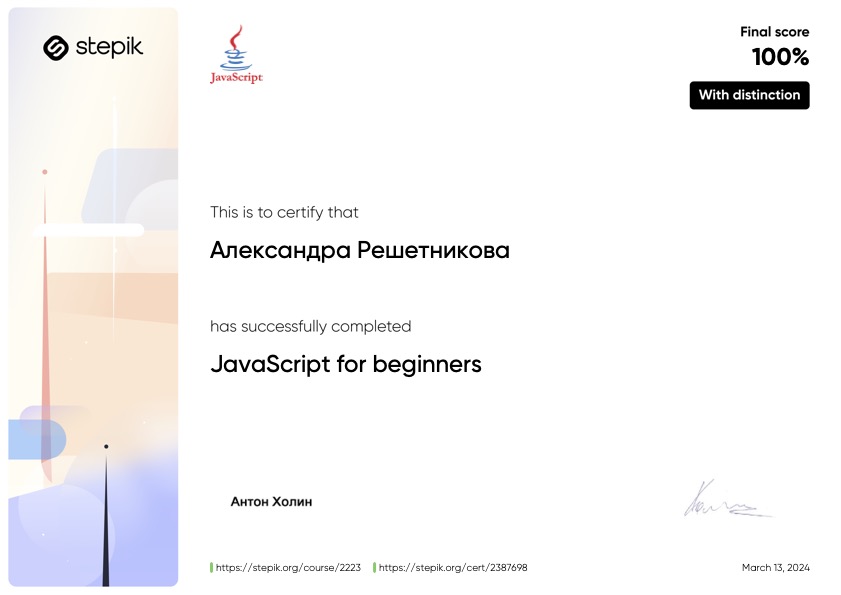 stepik
JavaScript
Final score
100%
With distinction
This is to certify that
Александра Решетникова
has successfully completed
JavaScript for beginners
Антон Холин
https://stepik.org/course/2223 https://stepik.org/cert/2387698
March 13, 2024